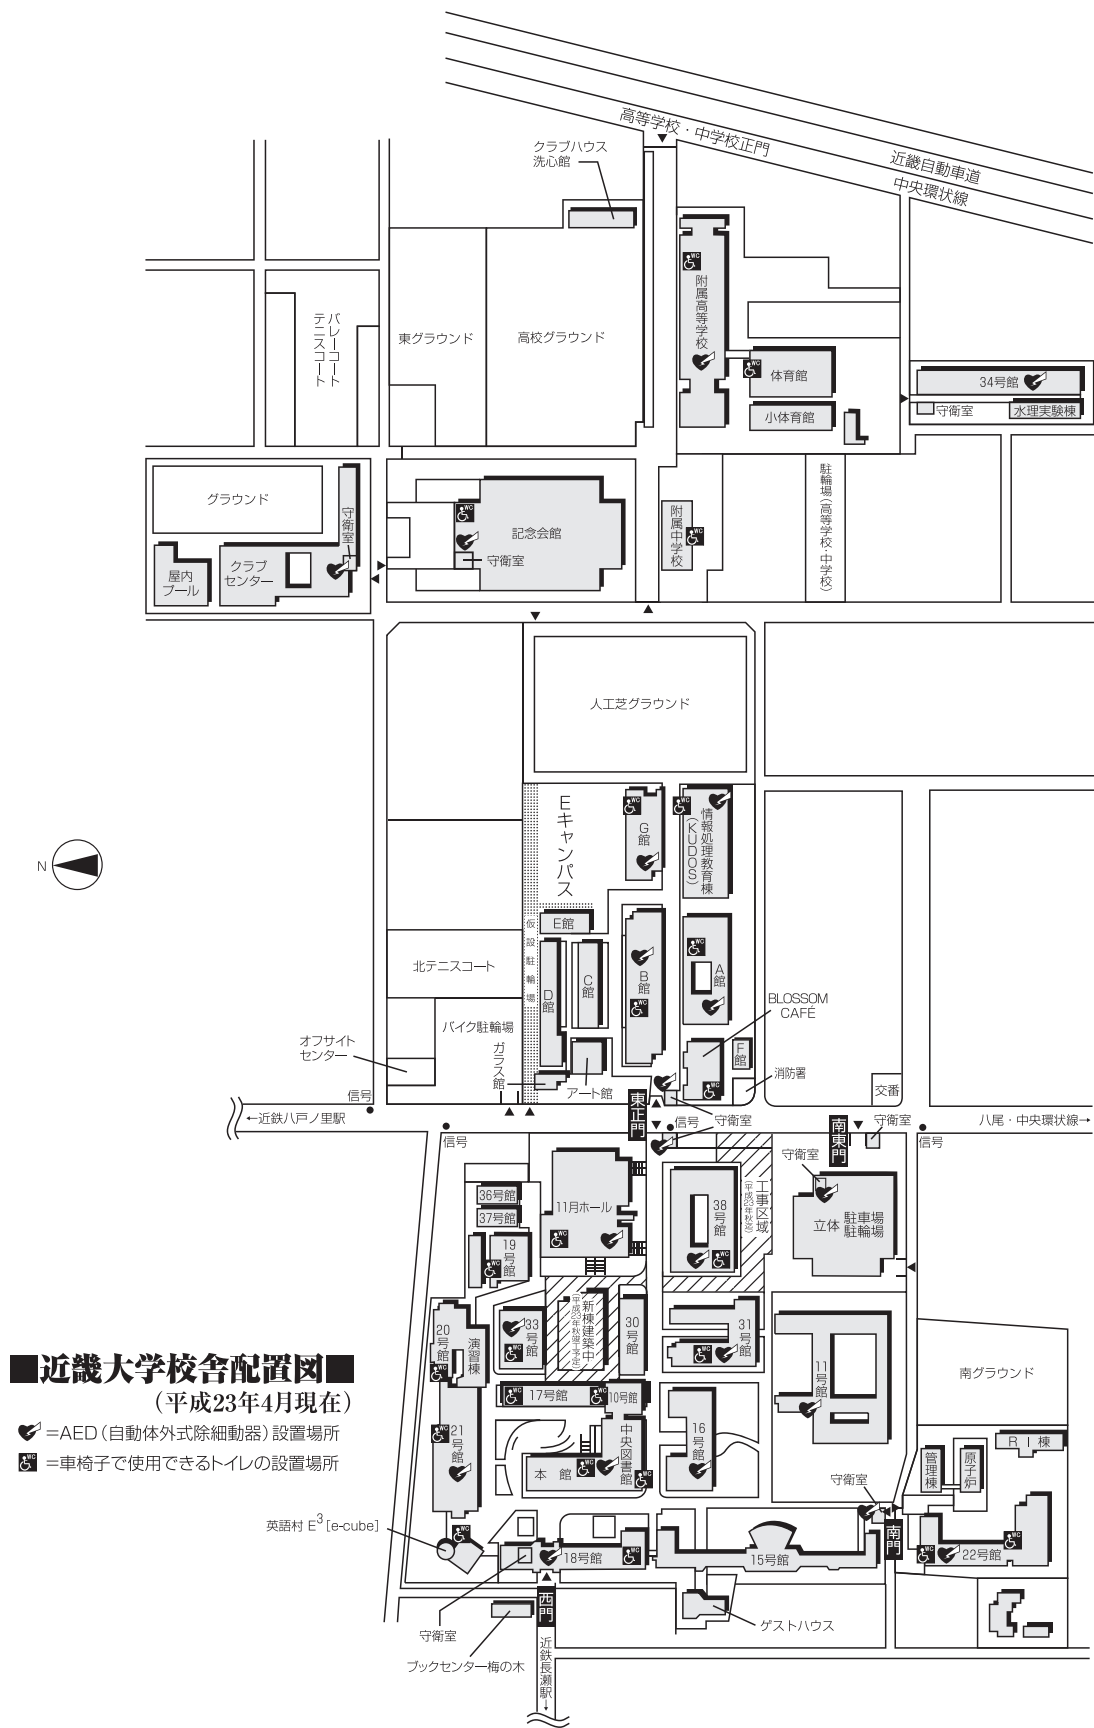 高等学校・中学校正門
近畿自動車道
中央環状線
クラブハウス
洗心館
附属高等学校
バレーコート
テニスコート
東グラウンド
高校グラウンド
体育館
小体育館
34号館
守衛室
水理実験棟
グラウンド
守衛室
屋内
プール
クラブ
センター
記念会館
守衛室
附属中学校
駐輪場(高等学校・中学校)
人工芝グラウンド
Eキャンパス
G館
情報処理教育棟
(KUDOS)
N
E館
仮設駐輪場
北テニスコート
D館
C館
B館
A館
BLOSSOM
CAFÉ
バイク駐輪場
オフサイト
センター
ガラス館
アート館
F館
消防署
交番
信号
←近鉄八戸ノ里駅
東正門
信号
守衛室
南東門
守衛室
八尾・中央環状線→
信号
信号
守衛室
36号館
37号館
11月ホール
38号館
工事区域
(平成23年秋迄)
立体
駐車場
駐輪場
19号館
20号館
演習棟
33号館
新棟建築中
(平成23年秋竣工予定)
30号館
31号館
11号館
南グラウンド
■近畿大学校舎配置図■
(平成23年4月現在)
=AED(自動体外式除細動器)設置場所
WC
=車椅子で使用できるトイレの設置場所
17号館
10号館
21号館
本館
中央図書館
16号館
RI棟
管理棟
原子炉
守衛室
英語村 E3[e-cube]
18号館
15号館
南門
22号館
西門
守衛室
ゲストハウス
ブックセンター梅の木
近鉄長瀬駅→